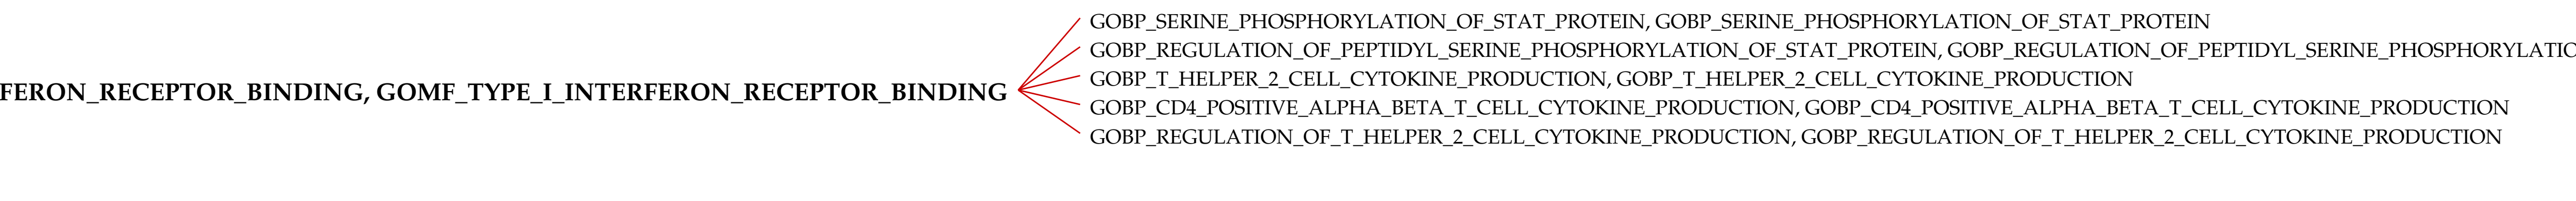 GOBP_SERINE_PHOSPHORYLATION_OF_STAT_PROTEIN, GOBP_SERINE_PHOSPHORYLATION_OF_STAT_PROTEIN
GOBP_REGULATION_OF_PEPTIDYL_SERINE_PHOSPHORYLATION_OF_STAT_PROTEIN, GOBP_REGULATION_OF_PEPTIDYL_SERINE_PHOSPHORYLATIO
GOBP_T_HELPER_2_CELL_CYTOKINE_PRODUCTION, GOBP_T_HELPER_2_CELL_CYTOKINE_PRODUCTION
FERON_RECEPTOR_BINDING, GOMF_TYPE_I_INTERFERON_RECEPTOR_BINDING
GOBP_CD4_POSITIVE_ALPHA_BETA_T_CELL_CYTOKINE_PRODUCTION, GOBP_CD4_POSITIVE_ALPHA_BETA_T_CELL_CYTOKINE_PRODUCTION
GOBP_REGULATION_OF_T_HELPER_2_CELL_CYTOKINE_PRODUCTION, GOBP_REGULATION_OF_T_HELPER_2_CELL_CYTOKINE_PRODUCTION